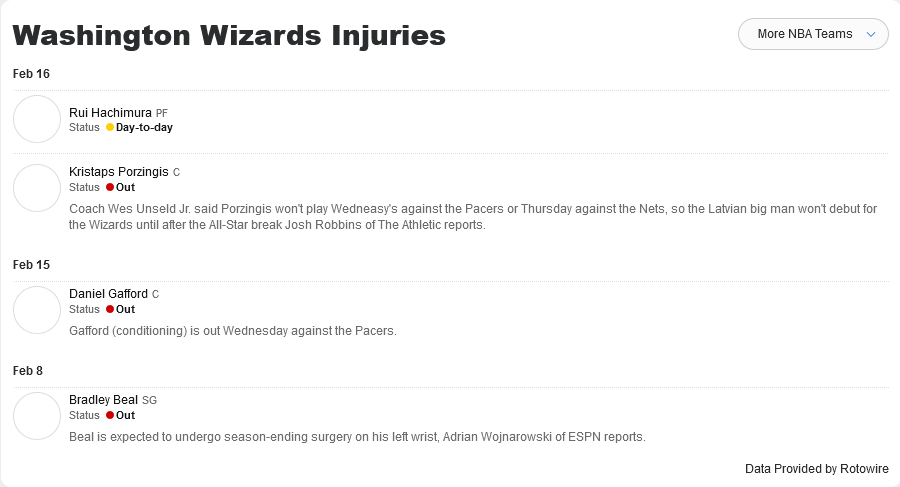 Washington Wizards Injuries
More NBA Teams
Feb 16
Rui Hachimura PF
Status Day-to-day
Kristaps Porzingis C
Status Out
Coach Wes Unseld Jr. said Porzingis won't play Wedneasy's against the Pacers or Thursday against the Nets, so the Latvian big man won't debut for
the Wizards until after the All-Star break Josh Robbins of The Athletic reports.
Feb 15
Daniel Gafford C
Status Out
Gafford (conditioning) is out Wednesday against the Pacers.
Feb 8
Bradley Beal SG
Status Out
Beal is expected to undergo season-ending surgery on his left wrist, Adrian Wojnarowski of ESPN reports.
Data Provided by Rotowire